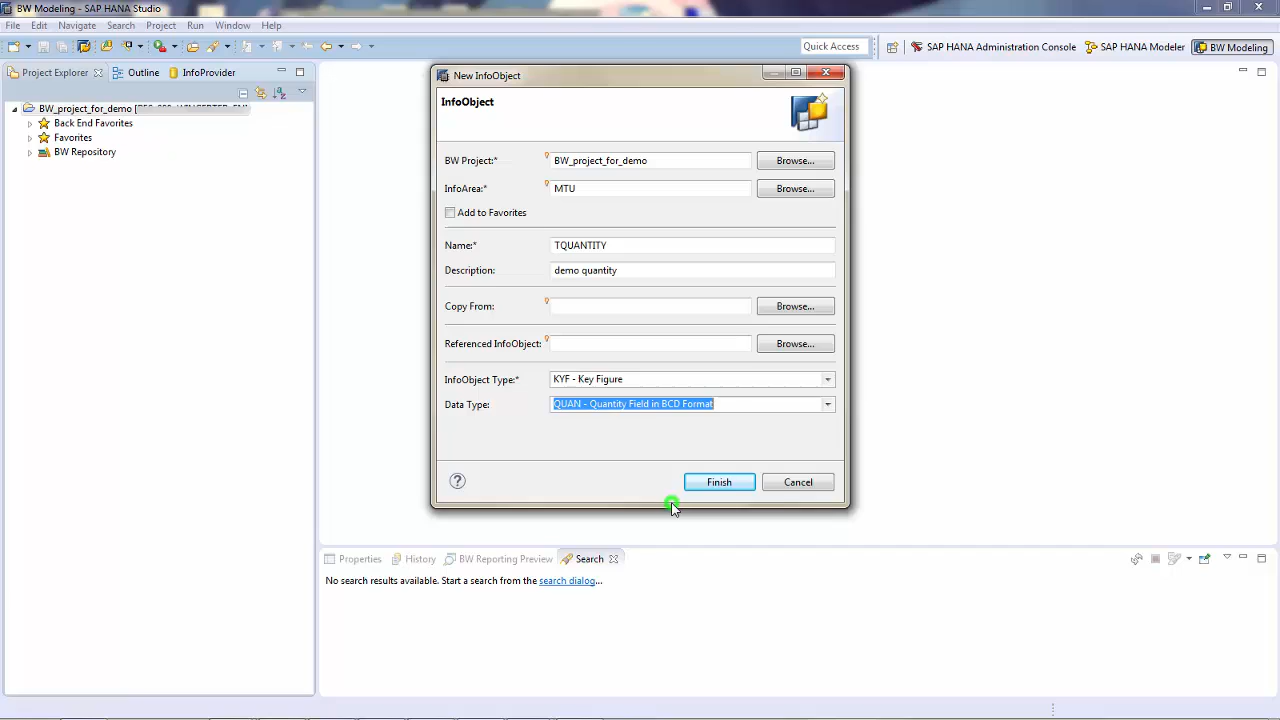 BW Modeling - SAP HANA Studio
File Edit Navigate Search Project Run Window Help
Quick Access SAP HANA Administration Console SAP HANA Modeler BW Modeling
Project Explorer Outline InfoProvider
BW_project_for_demo
Back End Favorites
Favorites
BW Repository
New InfoObject
InfoObject
BW Project:* BW_project_for_demo Browse...
InfoArea:* MTU Browse...
Add to Favorites
Name:* TQUANTITY
Description: demo quantity
Copy From: Browse...
Referenced InfoObject: Browse...
InfoObject Type:* KYF - Key Figure
Data Type: QUAN - Quantity Field in BCD Format
? Finish Cancel
Properties History BW Reporting Preview Search
No search results available. Start a search from the search dialog...